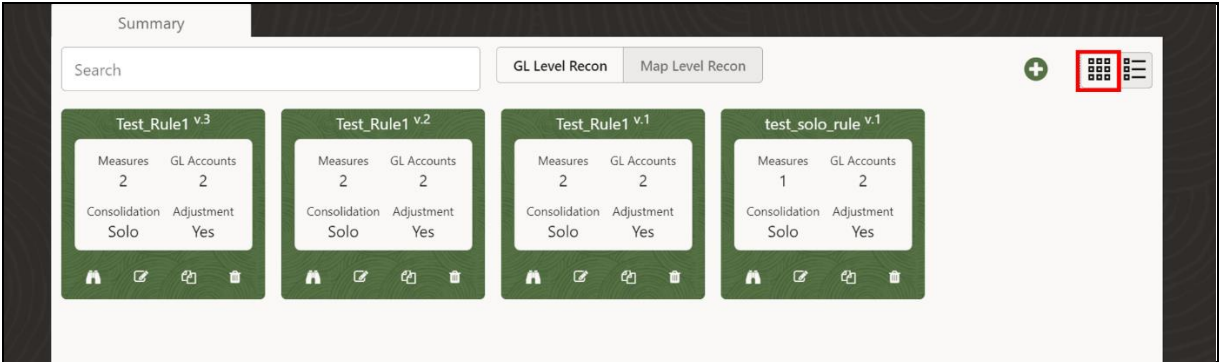 Summary
Search
GL Level Recon Map Level Recon
Test_Rule1 v.3 Test_Rule1 v.2 Test_Rule1 v.1 test_solo_rule v.1
Measures GL Accounts Measures GL Accounts Measures GL Accounts Measures GL Accounts
2 2 2 2 2 2 1 2
Consolidation Adjustment Consolidation Adjustment Consolidation Adjustment Consolidation Adjustment
Solo Yes Solo Yes Solo Yes Solo Yes